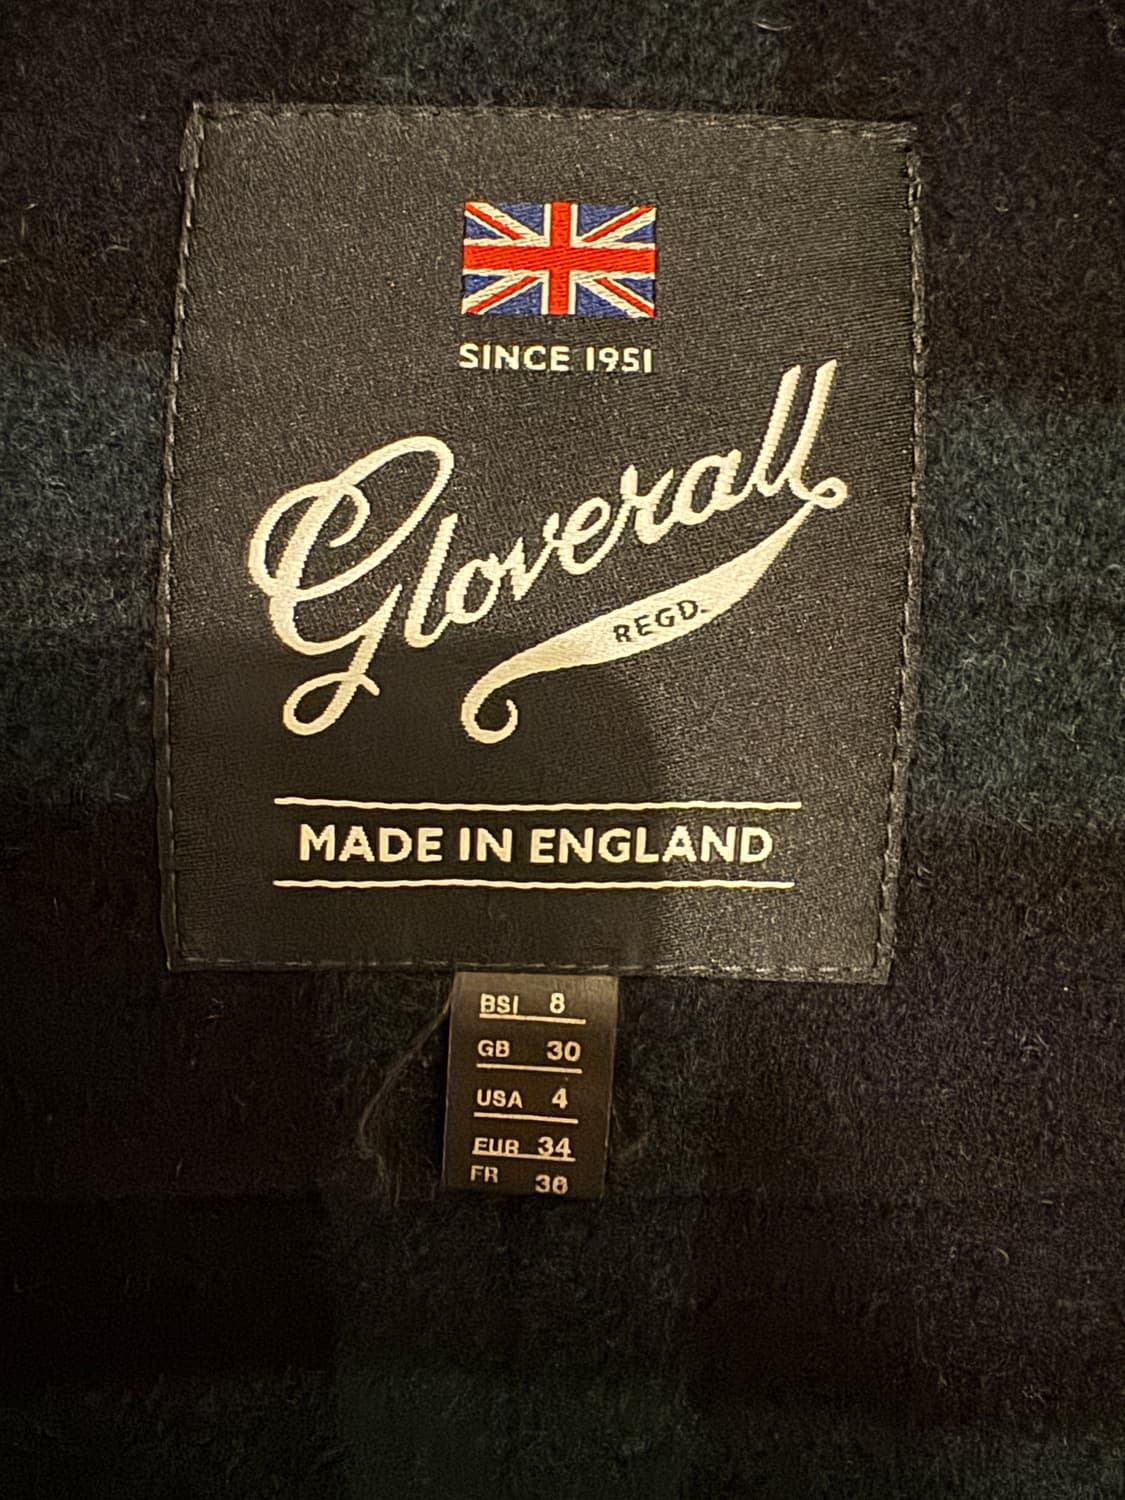 SINCE 1951
Gloverall
REGD.
MADE IN ENGLAND
BSI 8
GB 30
USA 4
EUR 34
FR 36